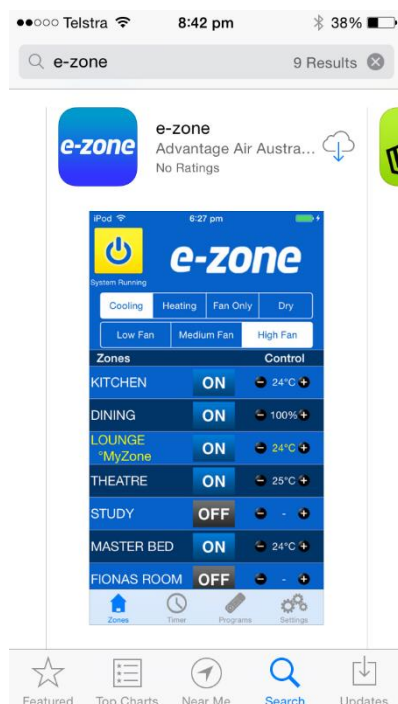 Telstra 8:42 pm 38%
e-zone 9 Results
e-zone
e-zone
Advantage Air Austra...
No Ratings
iPod 6:27 pm
e-zone
System Running
Cooling Heating Fan Only Dry
Low Fan Medium Fan High Fan
Zones Control
KITCHEN ON 24°C
DINING ON 100%
LOUNGE
°MyZone ON 24°C
THEATRE ON 25°C
STUDY OFF -
MASTER BED ON 24°C
FIONAS ROOM OFF -
Zones Timer Programs Settings
Featured Top Charts Near Me Search Updates